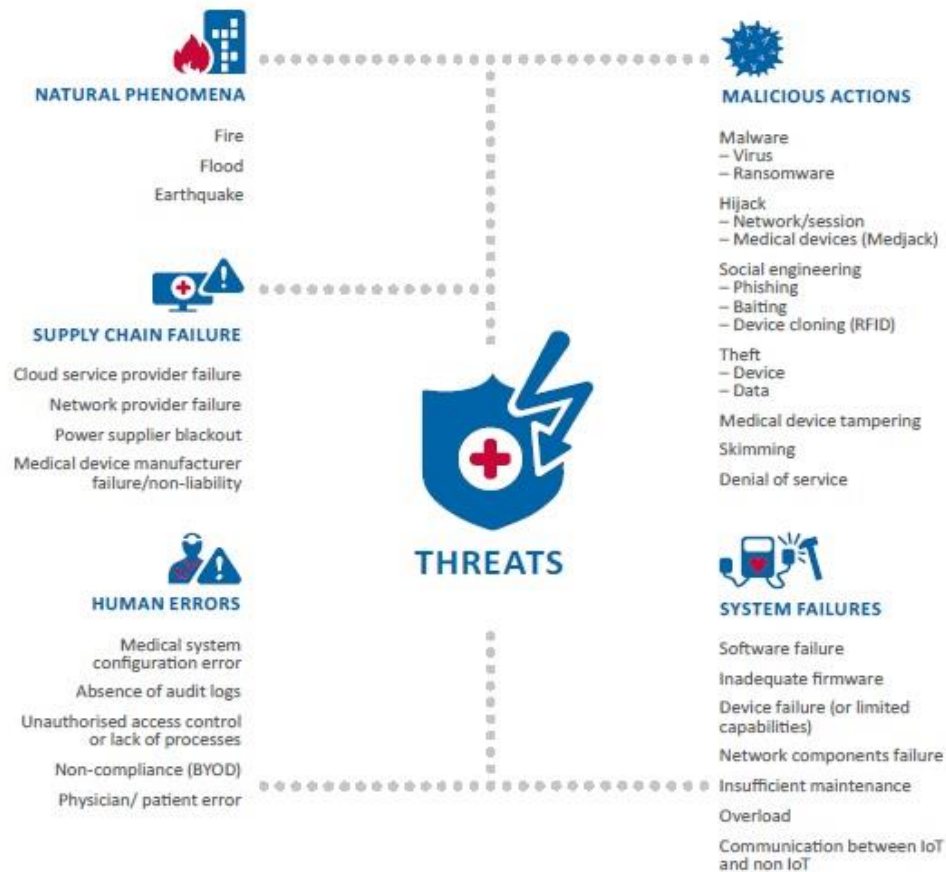 NATURAL PHENOMENA
Fire
Flood
Earthquake
SUPPLY CHAIN FAILURE
Cloud service provider failure
Network provider failure
Power supplier blackout
Medical device manufacturer
failure/non-liability
HUMAN ERRORS
Medical system
configuration error
Absence of audit logs
Unauthorised access control
or lack of processes
Non-compliance (BYOD)
Physician/ patient error
THREATS
MALICIOUS ACTIONS
Malware
– Virus
– Ransomware
Hijack
– Network/session
– Medical devices (Medjack)
Social engineering
– Phishing
– Baiting
– Device cloning (RFID)
Theft
– Device
– Data
Medical device tampering
Skimming
Denial of service
SYSTEM FAILURES
Software failure
Inadequate firmware
Device failure (or limited
capabilities)
Network components failure
Insufficient maintenance
Overload
Communication between IoT
and non IoT